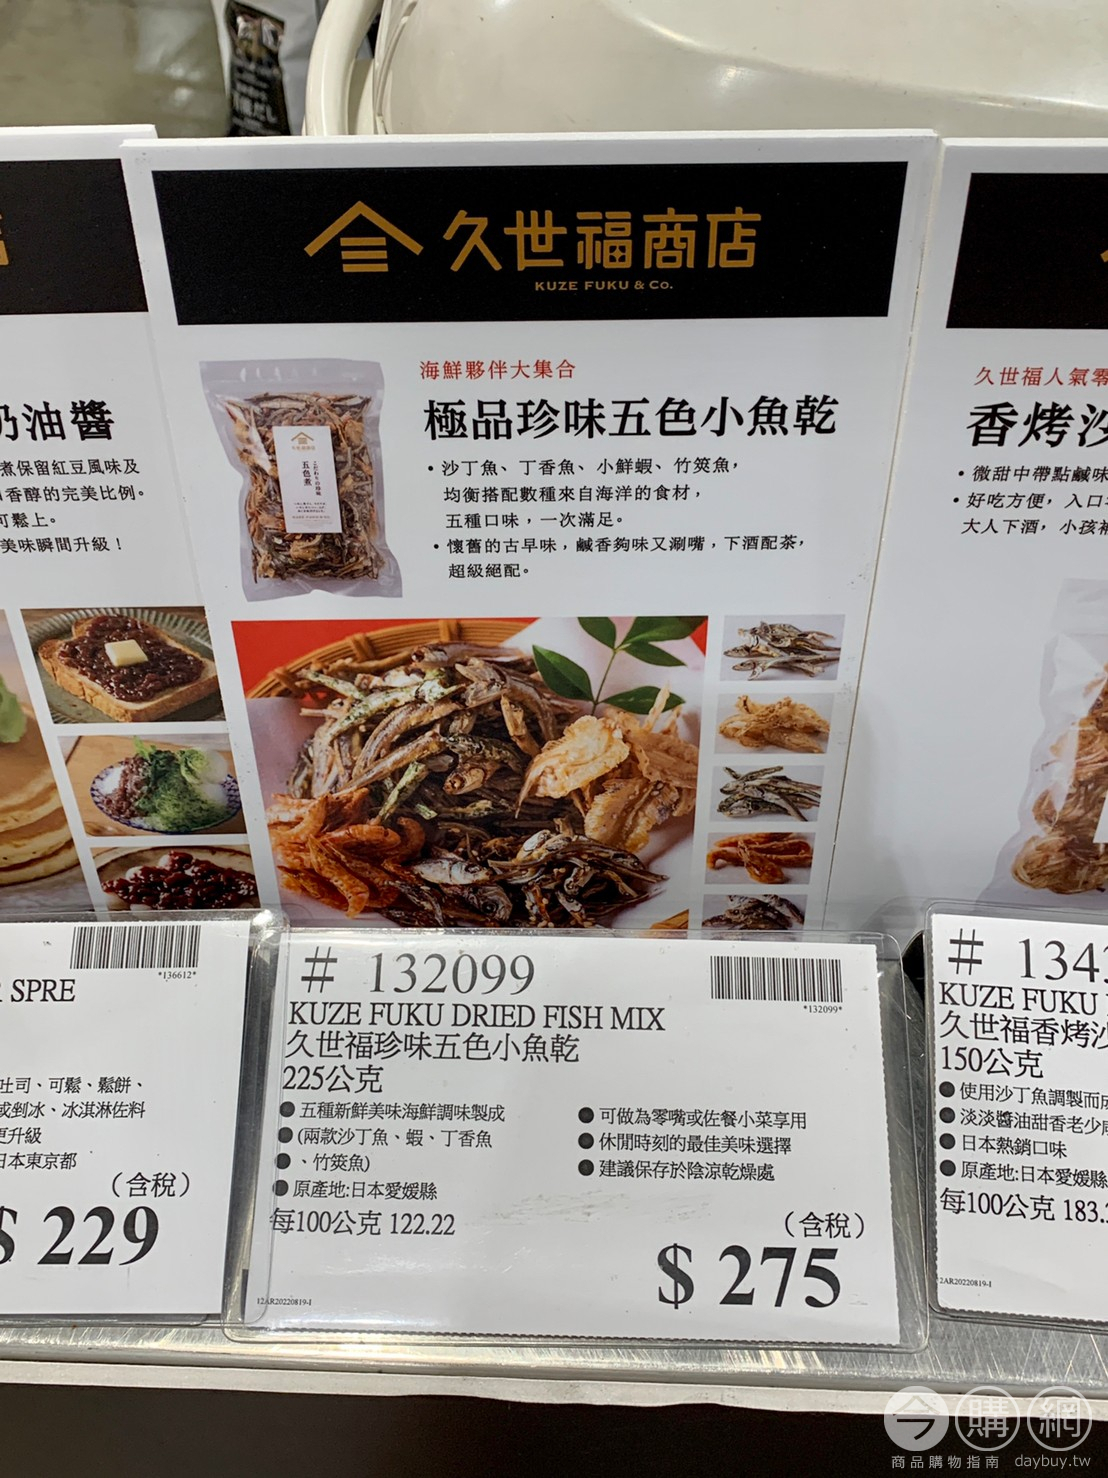 久世福商店
KUZE FUKU & Co.
海鮮夥伴大集合
極品珍味五色小魚乾
•沙丁魚、丁香魚、小鮮蝦、竹筴魚，
均衡搭配數種來自海洋的食材，
五種口味，一次滿足。
•懷舊的古早味，鹹香夠味又涮嘴，下酒配茶，
超級絕配。
五色煮
奶油醬
煮保留紅豆風味及
香醇的完美比例。
可鬆上。
美味瞬間升級！
久世福人氣零
香烤沙
•微甜中帶點鹹味
•好吃方便，入口
大人下酒，小孩補
*136612*
SPRE
吐司、可鬆、鬆餅、
或剉冰、冰淇淋佐料
更升級
日本東京都
（含稅）
$ 229
# 132099
*132099*
KUZE FUKU DRIED FISH MIX
久世福珍味五色小魚乾
225公克
●五種新鮮美味海鮮調味製成
●(兩款沙丁魚、蝦、丁香魚
●、竹筴魚)
●原產地:日本愛媛縣
每100公克 122.22
●可做為零嘴或佐餐小菜享用
●休閒時刻的最佳美味選擇
●建議保存於陰涼乾燥處
（含稅）
$ 275
12AR20220819-1
# 134
KUZE FUKU
久世福香烤沙
150公克
●使用沙丁魚調製而成
●淡淡醬油甜香老少
●日本熱銷口味
●原產地:日本愛媛縣
每100公克 183.
12AR20220819-1
今購網
商品購物指南 daybuy.tw